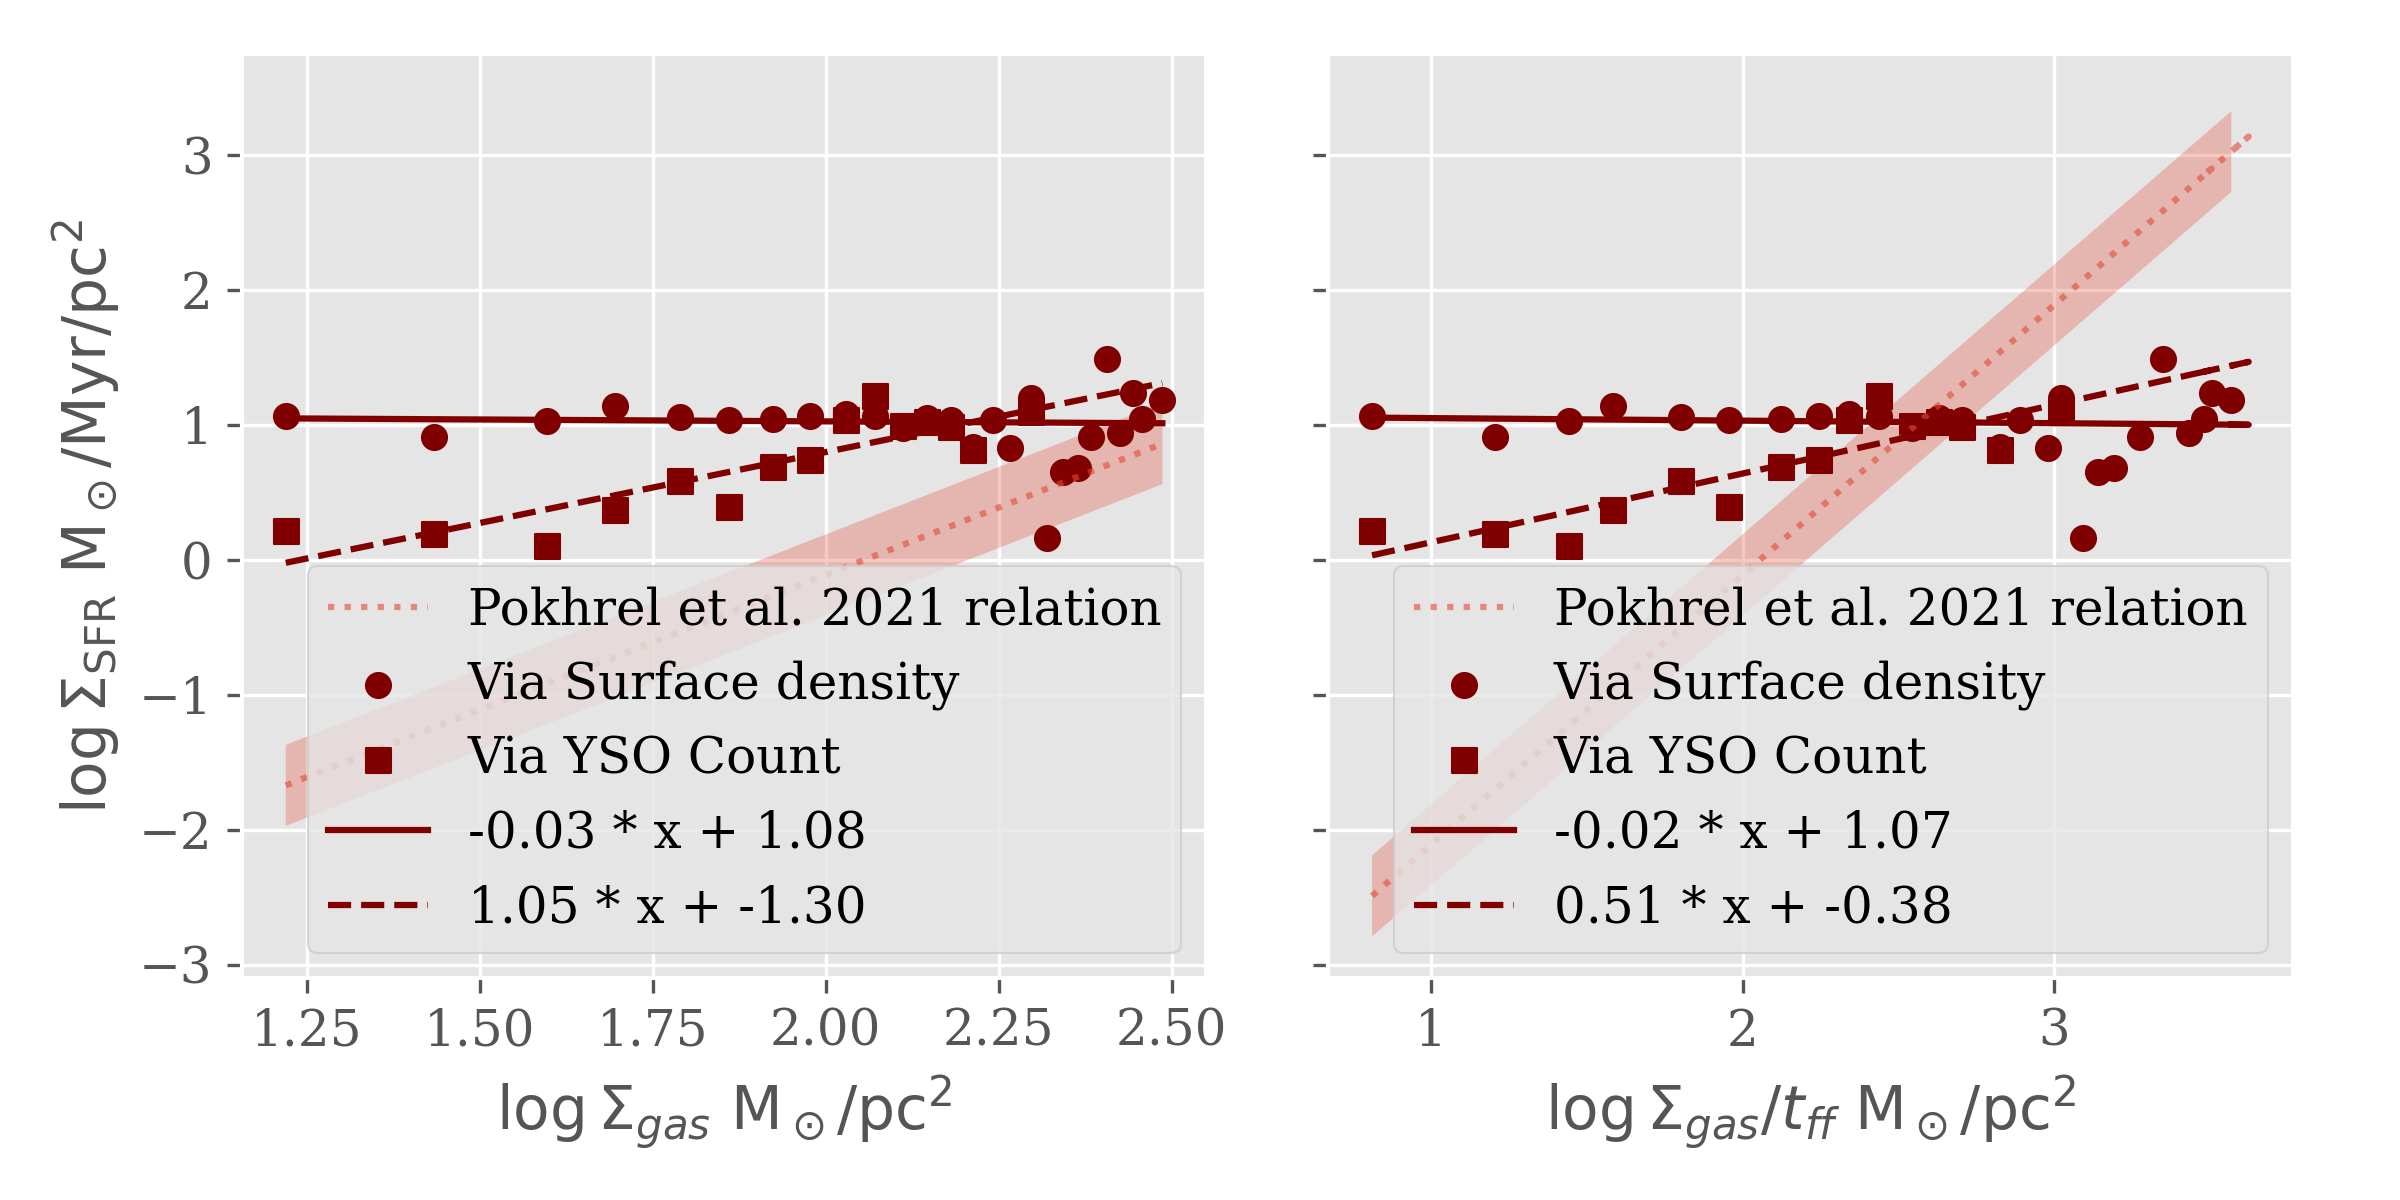 log Σ_SFR M_⊙/Myr/pc²
3
2
1
0
−1
−2
−3
Pokhrel et al. 2021 relation
Via Surface density
Via YSO Count
-0.03 * x + 1.08
1.05 * x + -1.30
1.25 1.50 1.75 2.00 2.25 2.50
log Σ_gas M_⊙/pc²
Pokhrel et al. 2021 relation
Via Surface density
Via YSO Count
-0.02 * x + 1.07
0.51 * x + -0.38
1 2 3
log Σ_gas/t_ff M_⊙/pc²